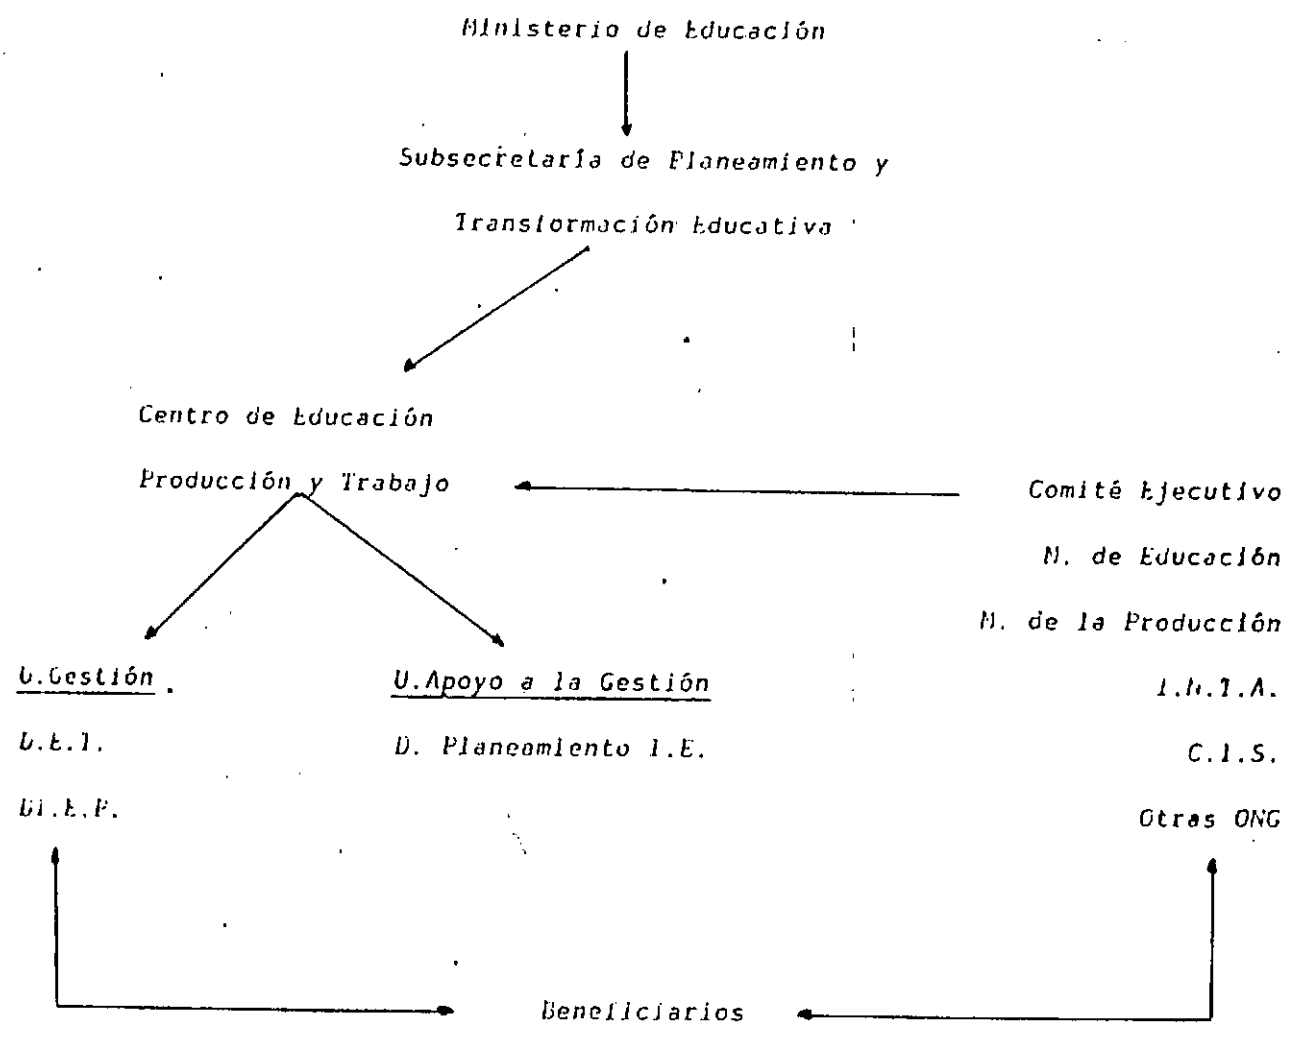 Ministerio de Educación
Subsecretaría de Planeamiento y
Transformación Educativa
Centro de Educación
Producción y Trabajo
Comité Ejecutivo
M. de Educación
M. de la Producción
I.N.T.A.
C.I.S.
Otras ONG
U.Gestión
D.E.T.
DI.E.P.
U.Apoyo a la Gestión
D. Planeamiento I.E.
Beneficiarios